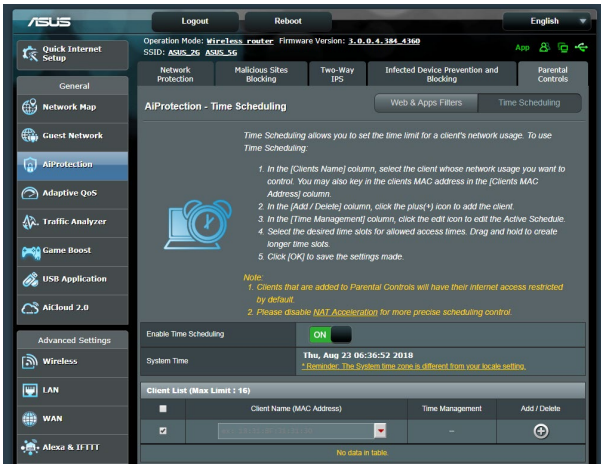 ASUS Logout Reboot English
Quick Internet Setup
Operation Mode: Wireless router Firmware Version: 3.0.0.4.384_4360
SSID: ASUS_2G ASUS_5G
App
General
Network Map
Guest Network
AiProtection
Adaptive QoS
Traffic Analyzer
Game Boost
USB Application
AiCloud 2.0
Advanced Settings
Wireless
LAN
WAN
Alexa & IFTTT
Network Protection
Malicious Sites Blocking
Two-Way IPS
Infected Device Prevention and Blocking
Parental Controls
AiProtection - Time Scheduling
Web & Apps Filters Time Scheduling
Time Scheduling allows you to set the time limit for a client's network usage. To use
Time Scheduling:
1. In the [Clients Name] column, select the client whose network usage you want to
control. You may also key in the clients MAC address in the [Clients MAC
Address] column.
2. In the [Add / Delete] column, click the plus(+) icon to add the client.
3. In the [Time Management] column, click the edit icon to edit the Active Schedule.
4. Select the desired time slots for allowed access times. Drag and hold to create
longer time slots.
5. Click [OK] to save the settings made.
Note:
1. Clients that are added to Parental Controls will have their internet access restricted
by default.
2. Please disable NAT Acceleration for more precise scheduling control.
Enable Time Scheduling ON
System Time
Thu, Aug 23 06:36:52 2018
* Reminder: The System time zone is different from your locale setting.
Client List (Max Limit : 16)
Client Name (MAC Address) Time Management Add / Delete
–
No data in table.